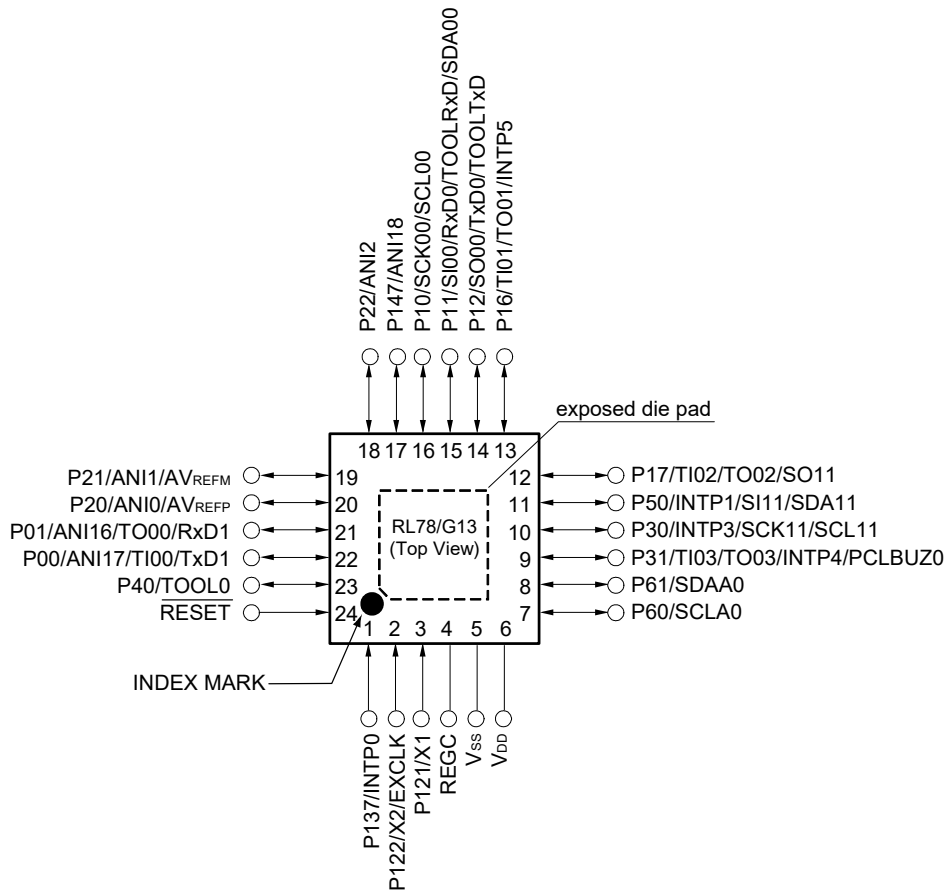 P22/ANI2
P147/ANI18
P10/SCK00/SCL00
P11/SI00/RxD0/TOOLRxD/SDA00
P12/SO00/TxD0/TOOLTxD
P16/TI01/TO01/INTP5
exposed die pad
18 17 16 15 14 13
P21/ANI1/AVREFM 19
P20/ANI0/AVREFP 20
P01/ANI16/TO00/RxD1 21
P00/ANI17/TI00/TxD1 22
P40/TOOL0 23
RESET 24
RL78/G13
(Top View)
12 P17/TI02/TO02/SO11
11 P50/INTP1/SI11/SDA11
10 P30/INTP3/SCK11/SCL11
9 P31/TI03/TO03/INTP4/PCLBUZ0
8 P61/SDAA0
7 P60/SCLA0
1 2 3 4 5 6
INDEX MARK
P137/INTP0
P122/X2/EXCLK
P121/X1
REGC
VSS
VDD